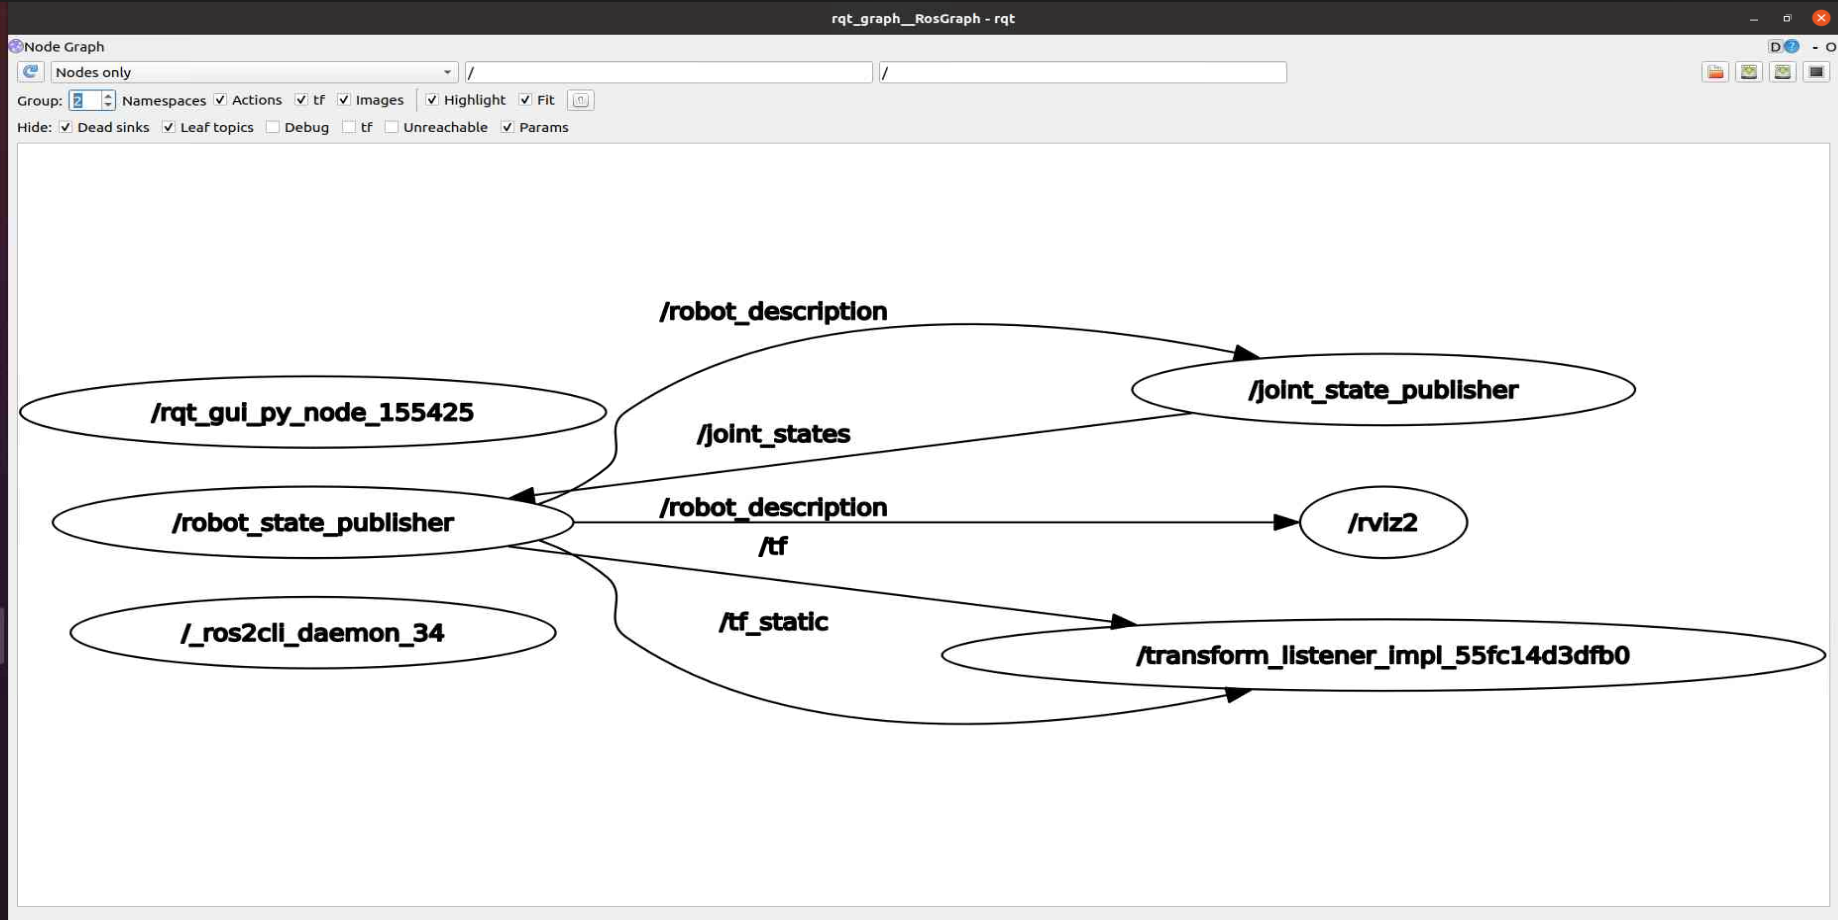 rqt_graph__RosGraph - rqt
Node Graph
D ? - O
Nodes only / /
Group: 2 Namespaces Actions tf Images Highlight Fit
Hide: Dead sinks Leaf topics Debug tf Unreachable Params
/robot_description
/joint_state_publisher
/rqt_gui_py_node_155425
/joint_states
/robot_description
/robot_state_publisher
/rviz2
/tf
/tf_static
/_ros2cli_daemon_34
/transform_listener_impl_55fc14d3dfb0